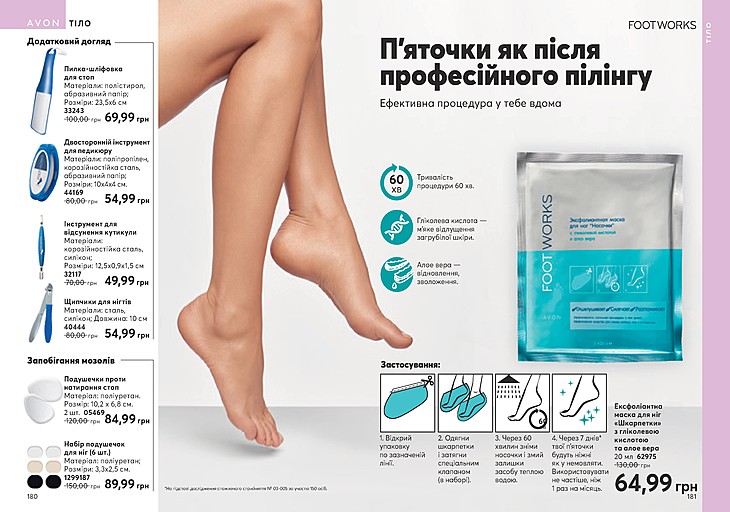 AVON ТІЛО
Додатковий догляд
Пилко-шліфовка
для стоп
Матеріали: полістирол,
абразивний папір;
Розміри: 23,5х6 см
33243
100,00 грн 69,99 грн
Двосторонній інструмент
для педикюру
Матеріали: поліпропілен,
корозійностійка сталь,
абразивний папір;
Розміри: 10х4х4 см.
44169
80,00 грн 54,99 грн
Інструмент для
відсунення кутикули
Матеріали:
корозійностійка сталь,
силікон;
Розміри: 12,5х0,9х1,5 см
32117
70,00 грн 49,99 грн
Щипчики для нігтів
Матеріали: сталь,
силікон; Довжина: 10 см
40444
80,00 грн 54,99 грн
Запобігання мозолів
Подушечки проти
натирання стоп
Матеріал: поліуретан.
Розмір: 10,2 х 6,8 см.
2 шт. 05469
120,00 грн 84,99 грн
Набір подушечок
для ніг (6 шт.)
Матеріал: поліуретан;
Розміри: 3,3х2,5 см.
1299187
150,00 грн 89,99 грн
180
FOOTWORKS
ТІЛО
П'яточки як після
професійного пілінгу
Ефективна процедура у тебе вдома
60
ХВ
Тривалість
процедури 60 хв.
Гліколева кислота —
м'яке відлущення
загрубілої шкіри.
Алое вера —
відновлення,
зволоження.
FOOT WORKS
Эксфолиантная маска
для ног "Носочки"
с гликолевой кислотой
и алоэ вера
AVON
Застосування:
60
1. Відкрий
упаковку
по зазначеній
лінії.
2. Одягни
шкарпетки
і затягни
спеціальним
клапаном
(в наборі).
3. Через 60
хвилин зніми
носочки і змий
залишки
засобу теплою
водою.
4. Через 7 днів*
твої п'яточки
будуть ніжні
як у немовляти.
Використовувати
не частіше, ніж
1 раз на місяць.
Ексфоліантна
маска для ніг
«Шкарпетки»
з гліколевою
кислотою
та алое вера
20 мл 62975
130,00 грн
64,99 грн
181